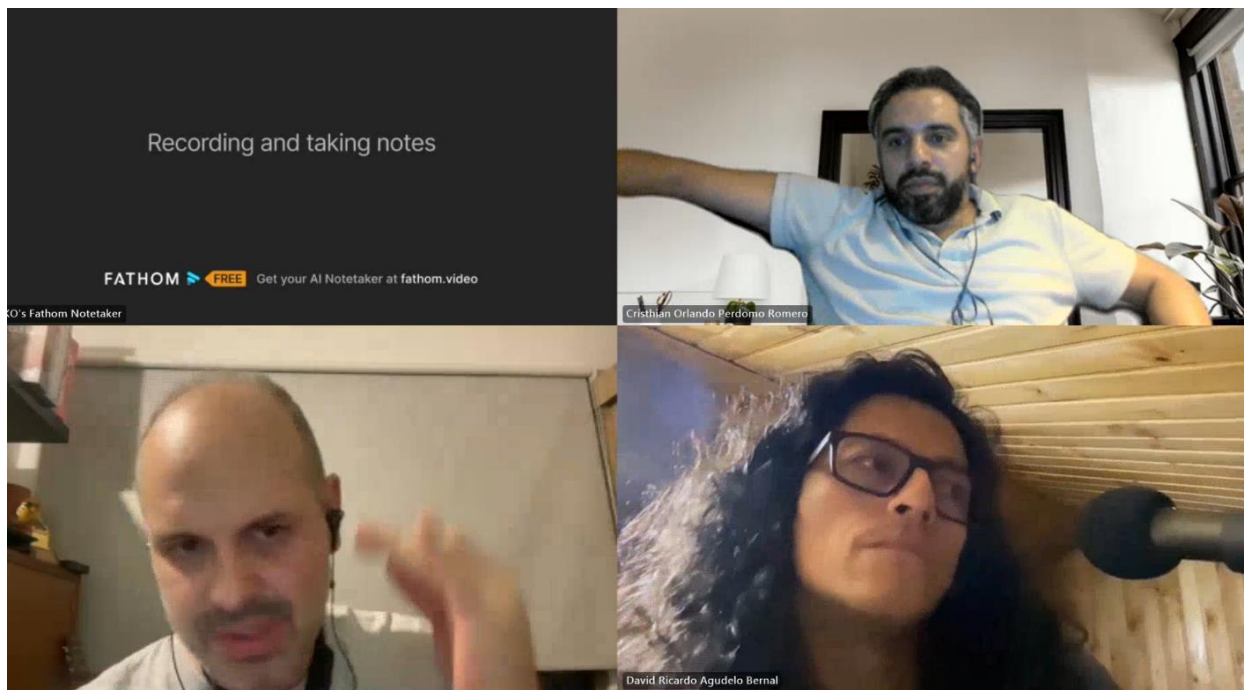 Recording and taking notes
FATHOM FREE Get your AI Notetaker at fathom.video
KO's Fathom Notetaker
Cristhian Orlando Perdomo Romero
David Ricardo Agudelo Bernal